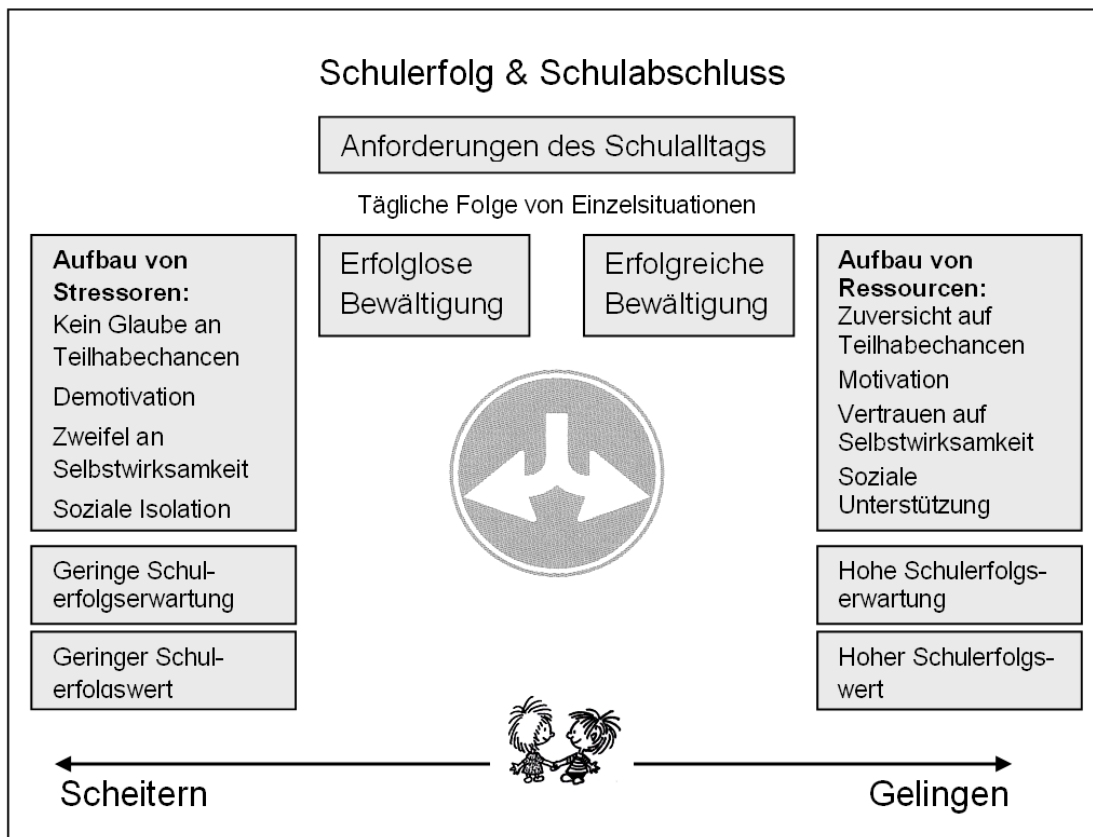 Schulerfolg & Schulabschluss
Anforderungen des Schulalltags
Tägliche Folge von Einzelsituationen
Aufbau von
Stressoren:
Kein Glaube an
Teilhabechancen
Demotivation
Zweifel an
Selbstwirksamkeit
Soziale Isolation
Erfolglose
Bewältigung
Erfolgreiche
Bewältigung
Aufbau von
Ressourcen:
Zuversicht auf
Teilhabechancen
Motivation
Vertrauen auf
Selbstwirksamkeit
Soziale
Unterstützung
Geringe Schul-
erfolgserwartung
Geringer Schul-
erfolgswert
Hohe Schulerfolgs-
erwartung
Hoher Schulerfolgs-
wert
Scheitern
Gelingen